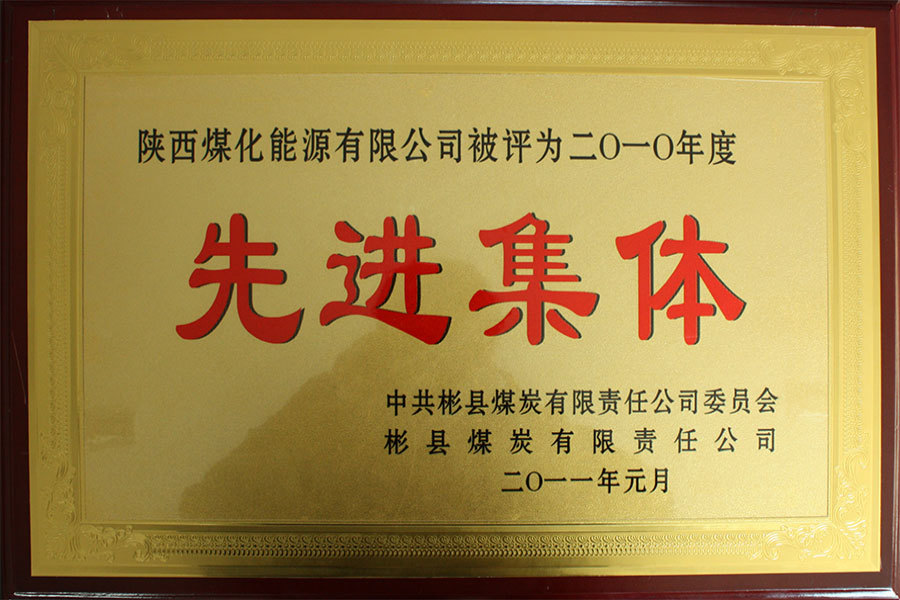 陕西煤化能源有限公司被评为二〇一〇年度
先进集体
中共彬县煤炭有限责任公司委员会
彬县煤炭有限责任公司
二〇一一年元月